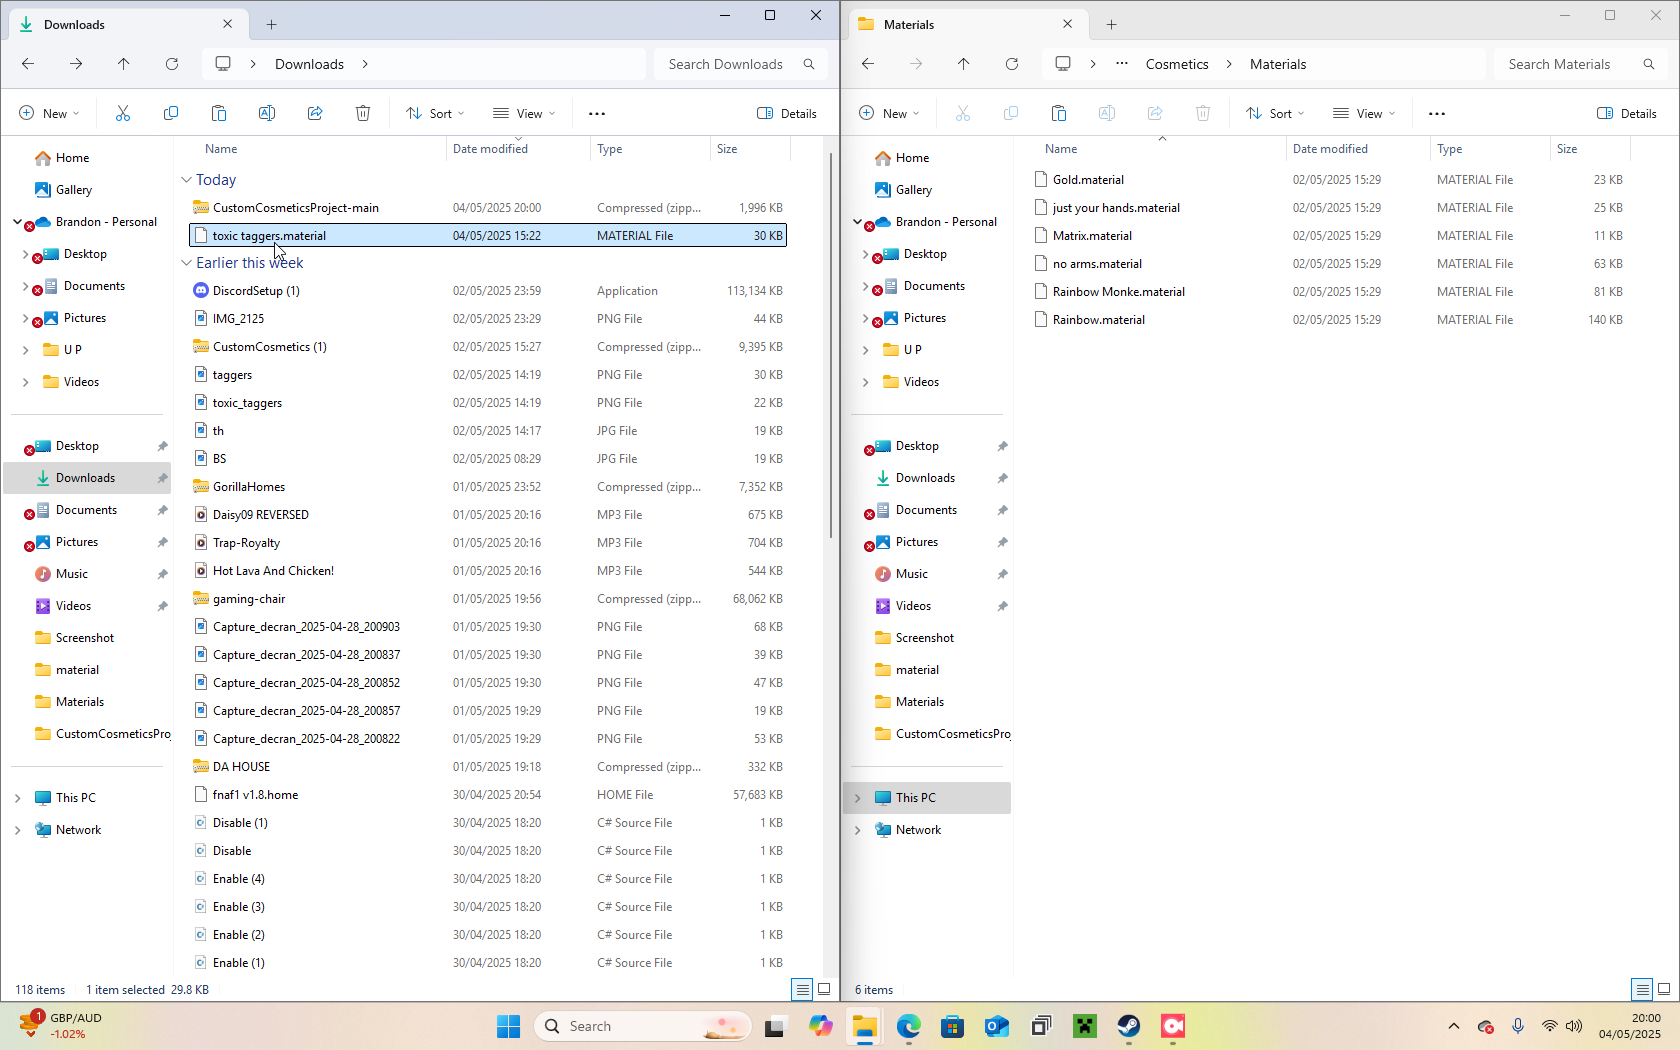 Downloads
Downloads
Search Downloads
New
Sort
View
Details
Name
Date modified
Type
Size
Home
Gallery
Brandon - Personal
Desktop
Documents
Pictures
U P
Videos
Desktop
Downloads
Documents
Pictures
Music
Videos
Screenshot
material
Materials
CustomCosmeticsPro
This PC
Network
Today
CustomCosmeticsProject-main 04/05/2025 20:00 Compressed (zipp... 1,996 KB
toxic taggers.material 04/05/2025 15:22 MATERIAL File 30 KB
Earlier this week
DiscordSetup (1) 02/05/2025 23:59 Application 113,134 KB
IMG_2125 02/05/2025 23:29 PNG File 44 KB
CustomCosmetics (1) 02/05/2025 15:27 Compressed (zipp... 9,395 KB
taggers 02/05/2025 14:19 PNG File 30 KB
toxic_taggers 02/05/2025 14:19 PNG File 22 KB
th 02/05/2025 14:17 JPG File 19 KB
BS 02/05/2025 08:29 JPG File 19 KB
GorillaHomes 01/05/2025 23:52 Compressed (zipp... 7,352 KB
Daisy09 REVERSED 01/05/2025 20:16 MP3 File 675 KB
Trap-Royalty 01/05/2025 20:16 MP3 File 704 KB
Hot Lava And Chicken! 01/05/2025 20:16 MP3 File 544 KB
gaming-chair 01/05/2025 19:56 Compressed (zipp... 68,062 KB
Capture_decran_2025-04-28_200903 01/05/2025 19:30 PNG File 68 KB
Capture_decran_2025-04-28_200837 01/05/2025 19:30 PNG File 39 KB
Capture_decran_2025-04-28_200852 01/05/2025 19:30 PNG File 47 KB
Capture_decran_2025-04-28_200857 01/05/2025 19:29 PNG File 19 KB
Capture_decran_2025-04-28_200822 01/05/2025 19:29 PNG File 53 KB
DA HOUSE 01/05/2025 19:18 Compressed (zipp... 332 KB
fnaf1 v1.8.home 30/04/2025 20:54 HOME File 57,683 KB
Disable (1) 30/04/2025 18:20 C# Source File 1 KB
Disable 30/04/2025 18:20 C# Source File 1 KB
Enable (4) 30/04/2025 18:20 C# Source File 1 KB
Enable (3) 30/04/2025 18:20 C# Source File 1 KB
Enable (2) 30/04/2025 18:20 C# Source File 1 KB
Enable (1) 30/04/2025 18:20 C# Source File 1 KB
118 items 1 item selected 29.8 KB
Materials
Cosmetics
Materials
Search Materials
New
Sort
View
Details
Name
Date modified
Type
Size
Home
Gallery
Brandon - Personal
Desktop
Documents
Pictures
U P
Videos
Desktop
Downloads
Documents
Pictures
Music
Videos
Screenshot
material
Materials
CustomCosmeticsPro
This PC
Network
Gold.material 02/05/2025 15:29 MATERIAL File 23 KB
just your hands.material 02/05/2025 15:29 MATERIAL File 25 KB
Matrix.material 02/05/2025 15:29 MATERIAL File 11 KB
no arms.material 02/05/2025 15:29 MATERIAL File 63 KB
Rainbow Monke.material 02/05/2025 15:29 MATERIAL File 81 KB
Rainbow.material 02/05/2025 15:29 MATERIAL File 140 KB
6 items
1
GBP/AUD
-1.02%
Search
20:00
04/05/2025